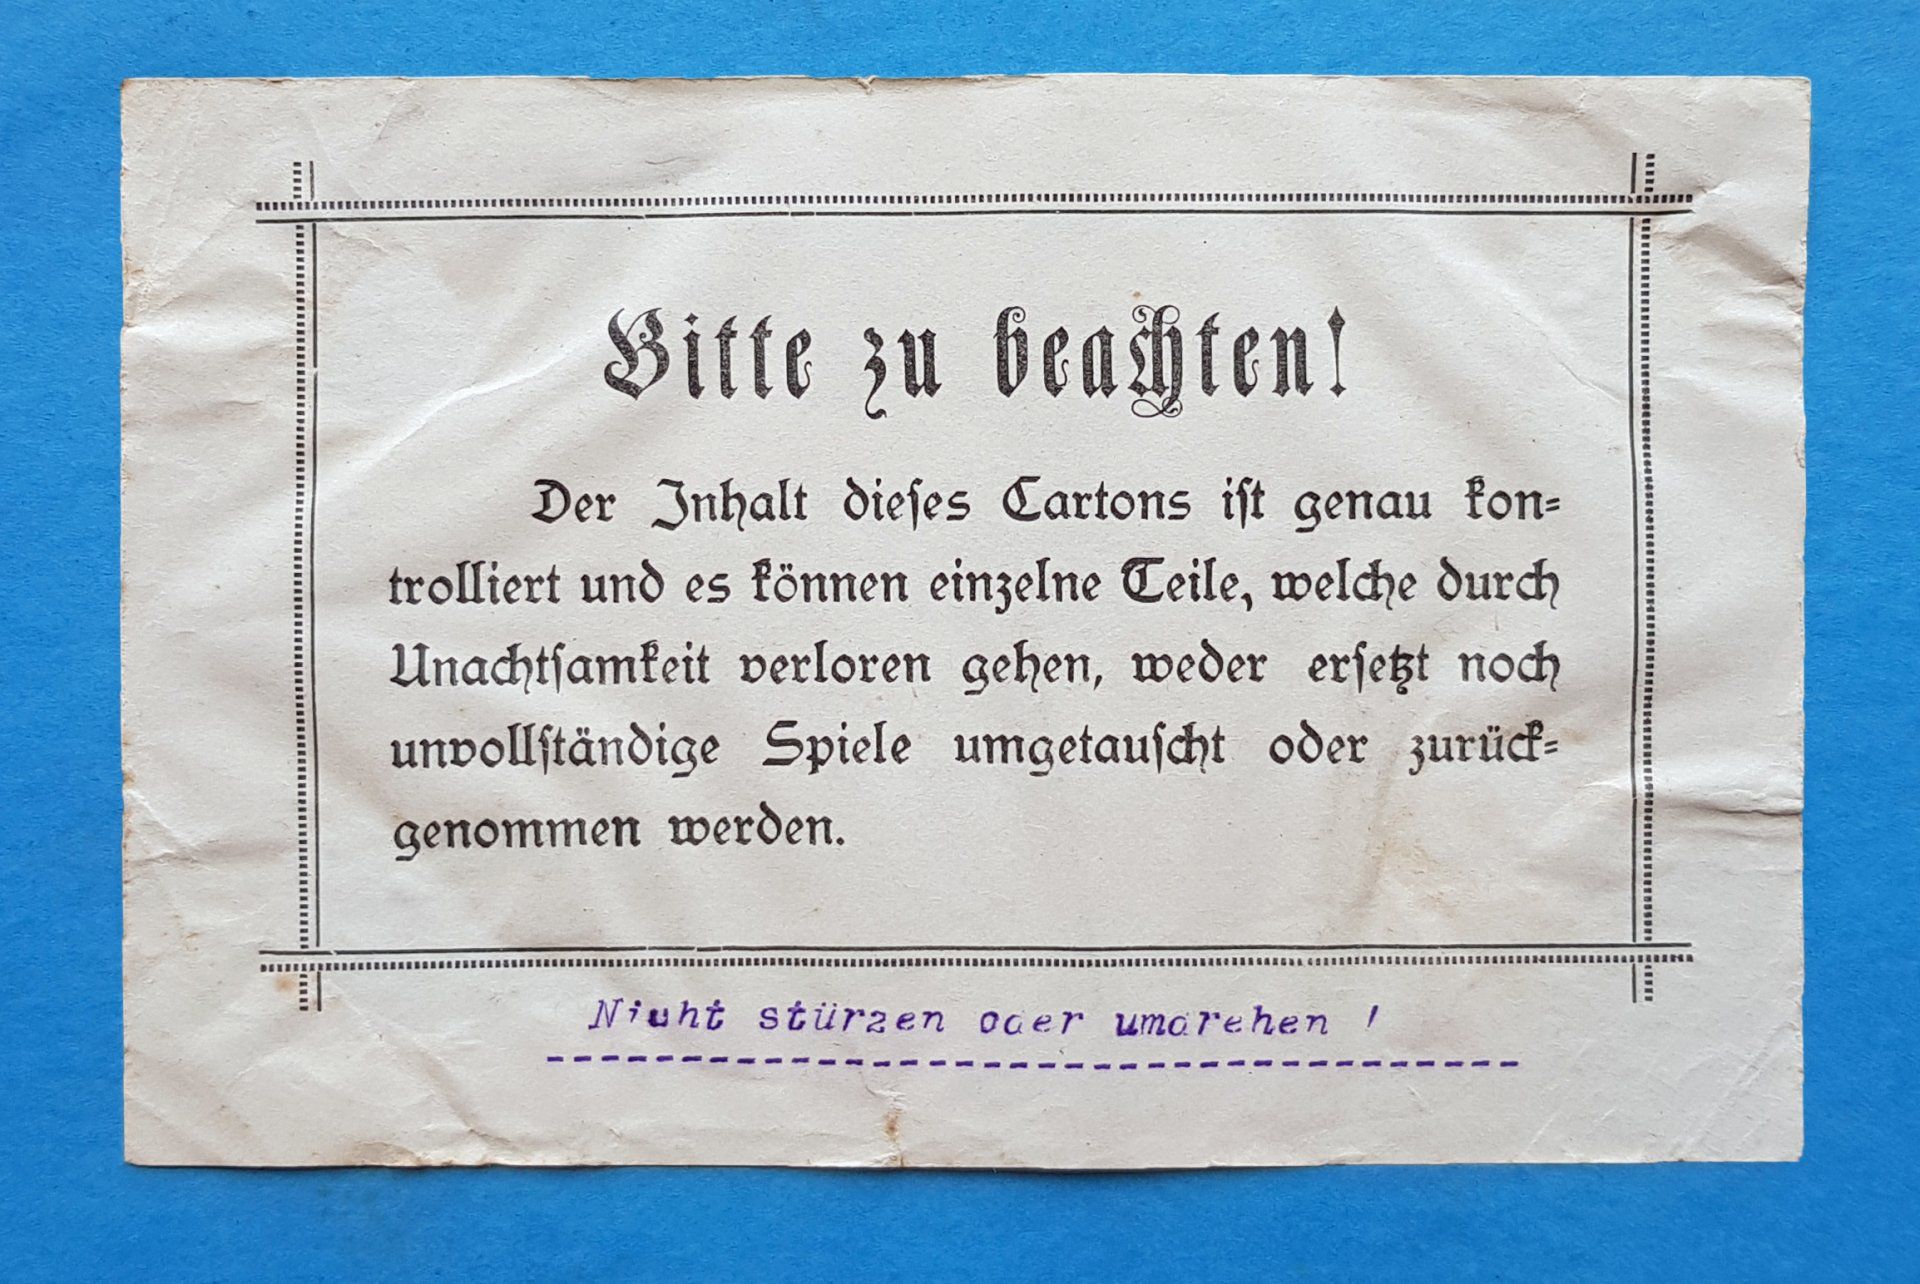 Bitte zu beachten!
Der Inhalt dieses Cartons ist genau kon=
trolliert und es können einzelne Teile, welche durch
Unachtsamkeit verloren gehen, weder ersetzt noch
unvollständige Spiele umgetauscht oder zurück=
genommen werden.
Nicht stürzen oder umdrehen !